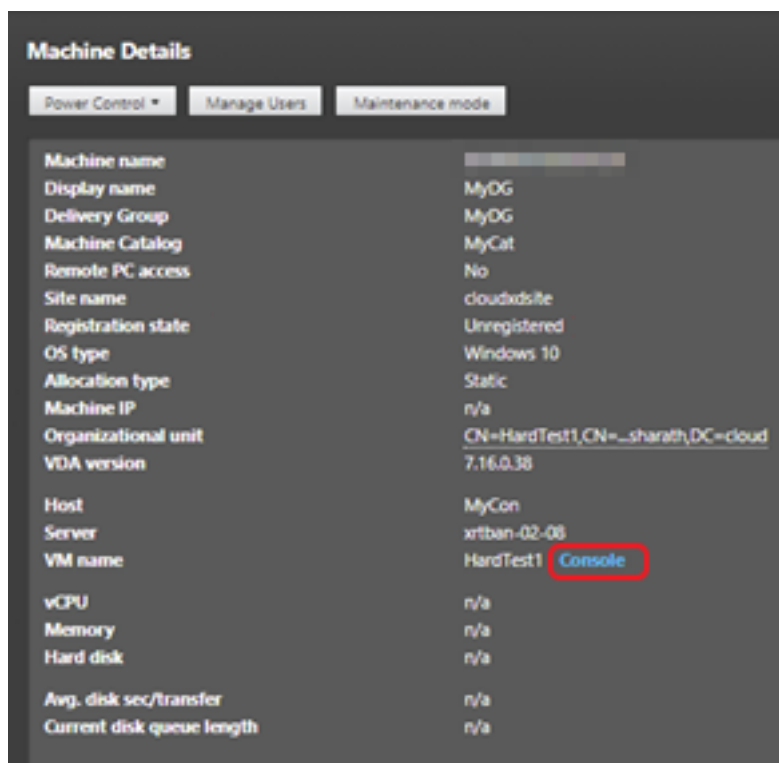 Machine Details
Power Control Manage Users Maintenance mode
Machine name
Display name MyDG
Delivery Group MyDG
Machine Catalog MyCat
Remote PC access No
Site name cloudxdsite
Registration state Unregistered
OS type Windows 10
Allocation type Static
Machine IP n/a
Organizational unit CN=HardTest1,CN=...sharath,DC=cloud
VDA version 7.16.0.38
Host MyCon
Server xrtban-02-08
VM name HardTest1 Console
vCPU n/a
Memory n/a
Hard disk n/a
Avg. disk sec/transfer n/a
Current disk queue length n/a